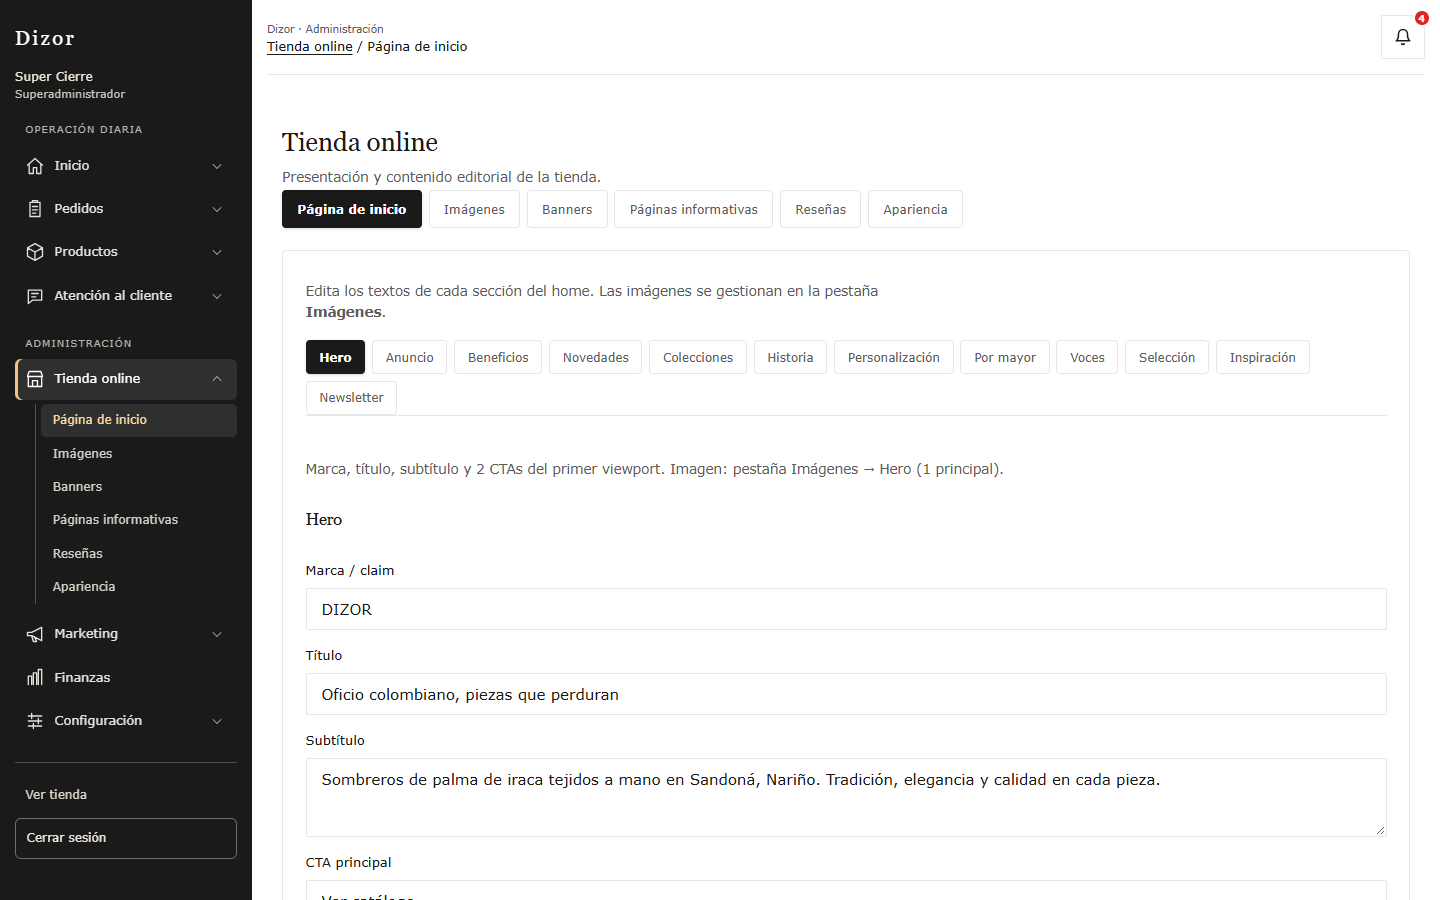 Dizor
Super Cierre
Superadministrador
OPERACIÓN DIARIA
Inicio
Pedidos
Productos
Atención al cliente
ADMINISTRACIÓN
Tienda online
Página de inicio
Imágenes
Banners
Páginas informativas
Reseñas
Apariencia
Marketing
Finanzas
Configuración
Ver tienda
Cerrar sesión
Dizor · Administración
Tienda online / Página de inicio
4
Tienda online
Presentación y contenido editorial de la tienda.
Página de inicio Imágenes Banners Páginas informativas Reseñas Apariencia
Edita los textos de cada sección del home. Las imágenes se gestionan en la pestaña
Imágenes.
Hero Anuncio Beneficios Novedades Colecciones Historia Personalización Por mayor Voces Selección Inspiración
Newsletter
Marca, título, subtítulo y 2 CTAs del primer viewport. Imagen: pestaña Imágenes → Hero (1 principal).
Hero
Marca / claim
DIZOR
Título
Oficio colombiano, piezas que perduran
Subtítulo
Sombreros de palma de iraca tejidos a mano en Sandoná, Nariño. Tradición, elegancia y calidad en cada pieza.
CTA principal
Ver catálogo